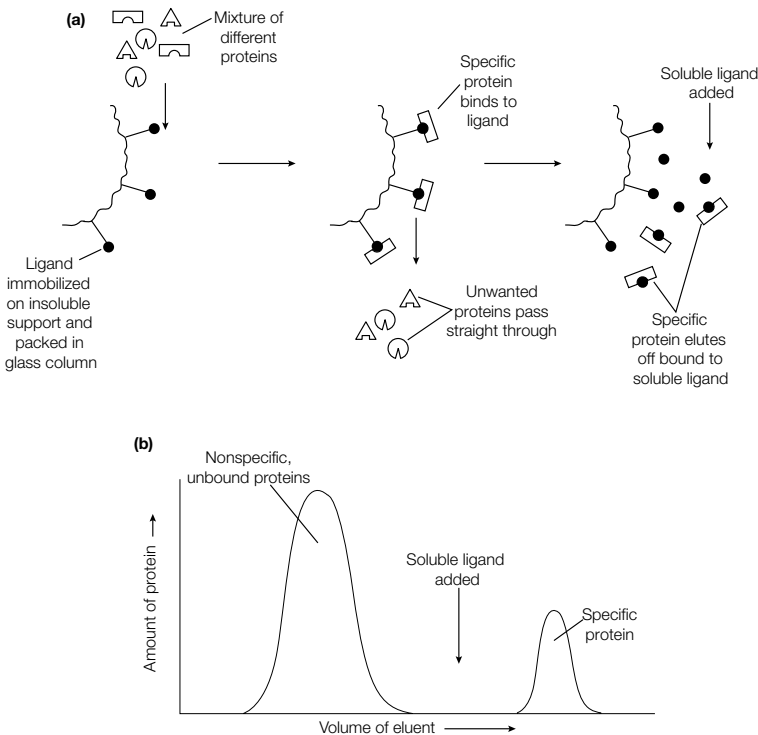 (a)
Mixture of
different
proteins
Ligand
immobilized
on insoluble
support and
packed in
glass column
Specific
protein
binds to
ligand
Unwanted
proteins pass
straight through
Soluble ligand
added
Specific
protein elutes
off bound to
soluble ligand
(b)
Nonspecific,
unbound proteins
Amount of protein
Soluble ligand
added
Specific
protein
Volume of eluent